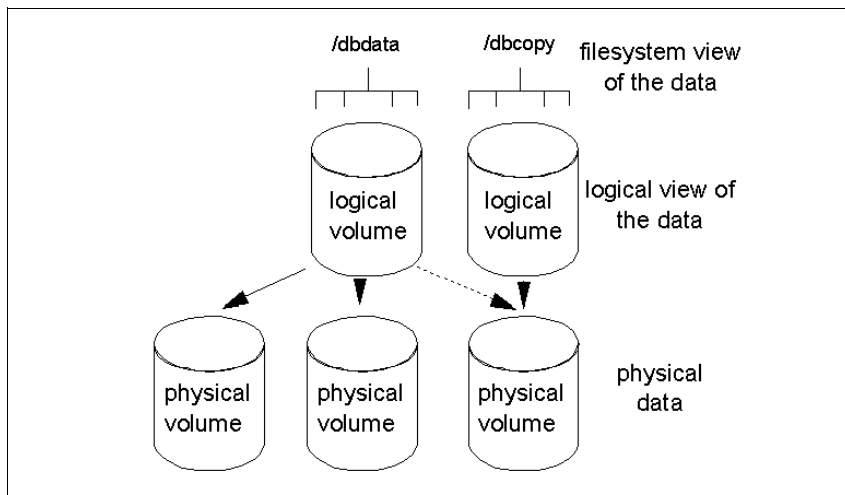 /dbdata
/dbcopy
filesystem view
of the data
logical
volume
logical
volume
logical view of
the data
physical
volume
physical
volume
physical
volume
physical
data